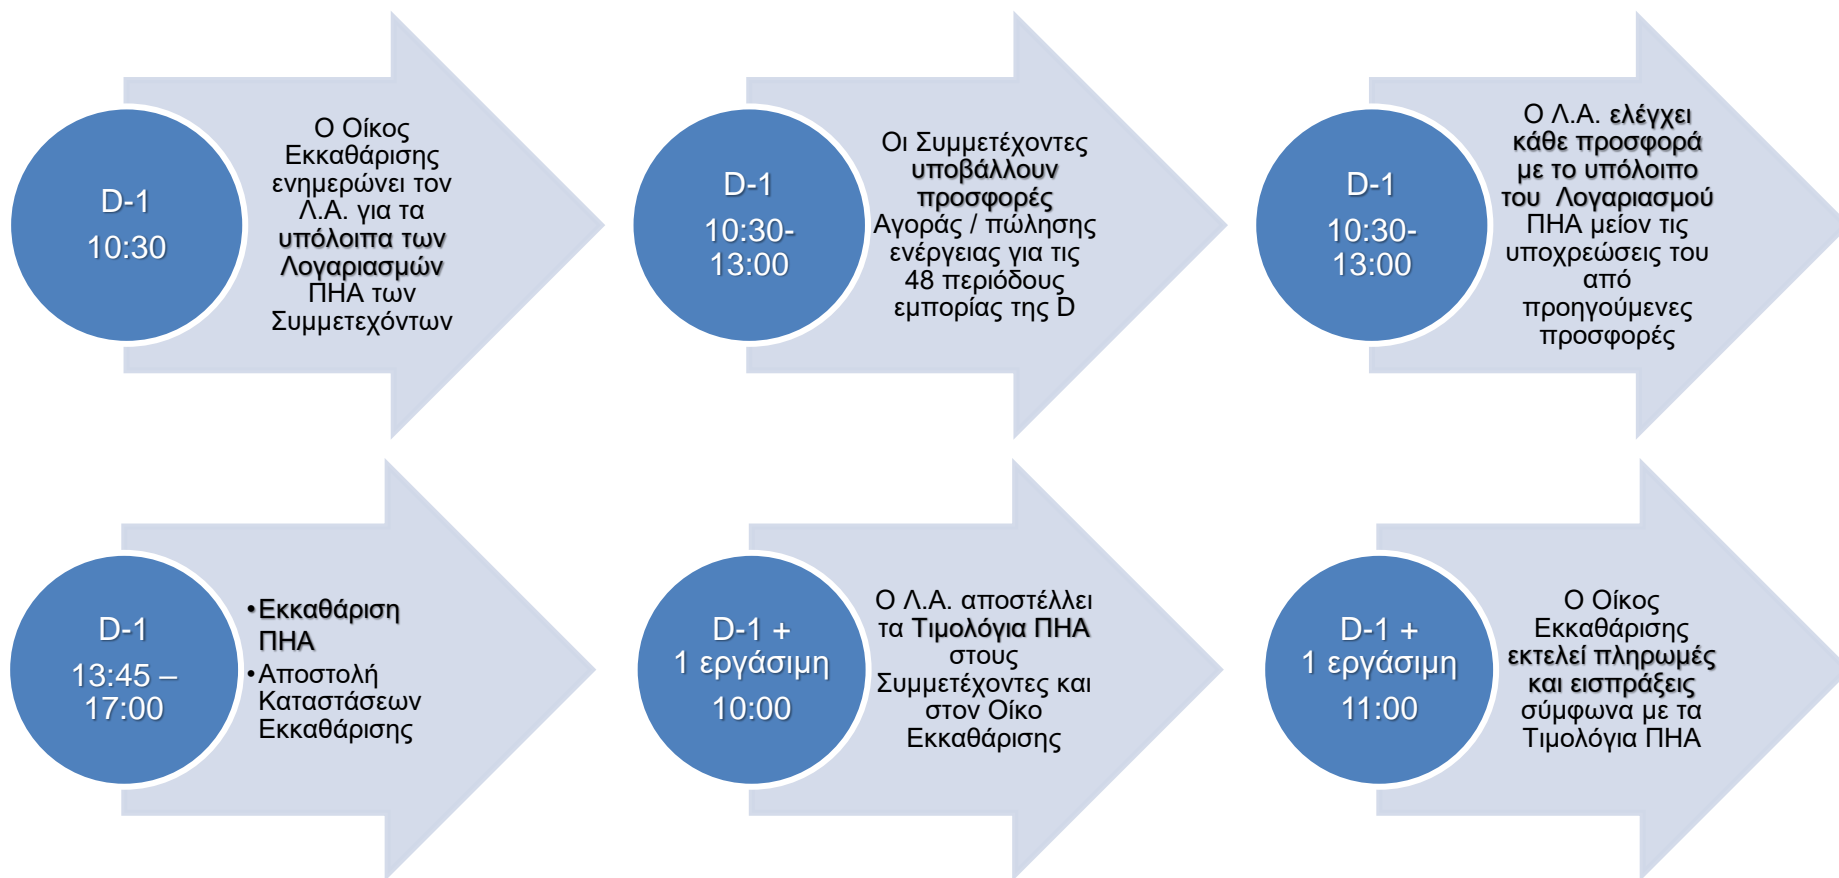 D-1
10:30
Ο Οίκος
Εκκαθάρισης
ενημερώνει τον
Λ.Α. για τα
υπόλοιπα των
Λογαριασμών
ΠΗΑ των
Συμμετεχόντων
D-1
10:30-
13:00
Οι Συμμετέχοντες
υποβάλλουν
προσφορές
Αγοράς / πώλησης
ενέργειας για τις
48 περιόδους
εμπορίας της D
D-1
10:30-
13:00
Ο Λ.Α. ελέγχει
κάθε προσφορά
με το υπόλοιπο
του Λογαριασμού
ΠΗΑ μείον τις
υποχρεώσεις του
από
προηγούμενες
προσφορές
D-1
13:45 –
17:00
•Εκκαθάριση
ΠΗΑ
•Αποστολή
Καταστάσεων
Εκκαθάρισης
D-1 +
1 εργάσιμη
10:00
Ο Λ.Α. αποστέλλει
τα Τιμολόγια ΠΗΑ
στους
Συμμετέχοντες και
στον Οίκο
Εκκαθάρισης
D-1 +
1 εργάσιμη
11:00
Ο Οίκος
Εκκαθάρισης
εκτελεί πληρωμές
και εισπράξεις
σύμφωνα με τα
Τιμολόγια ΠΗΑ